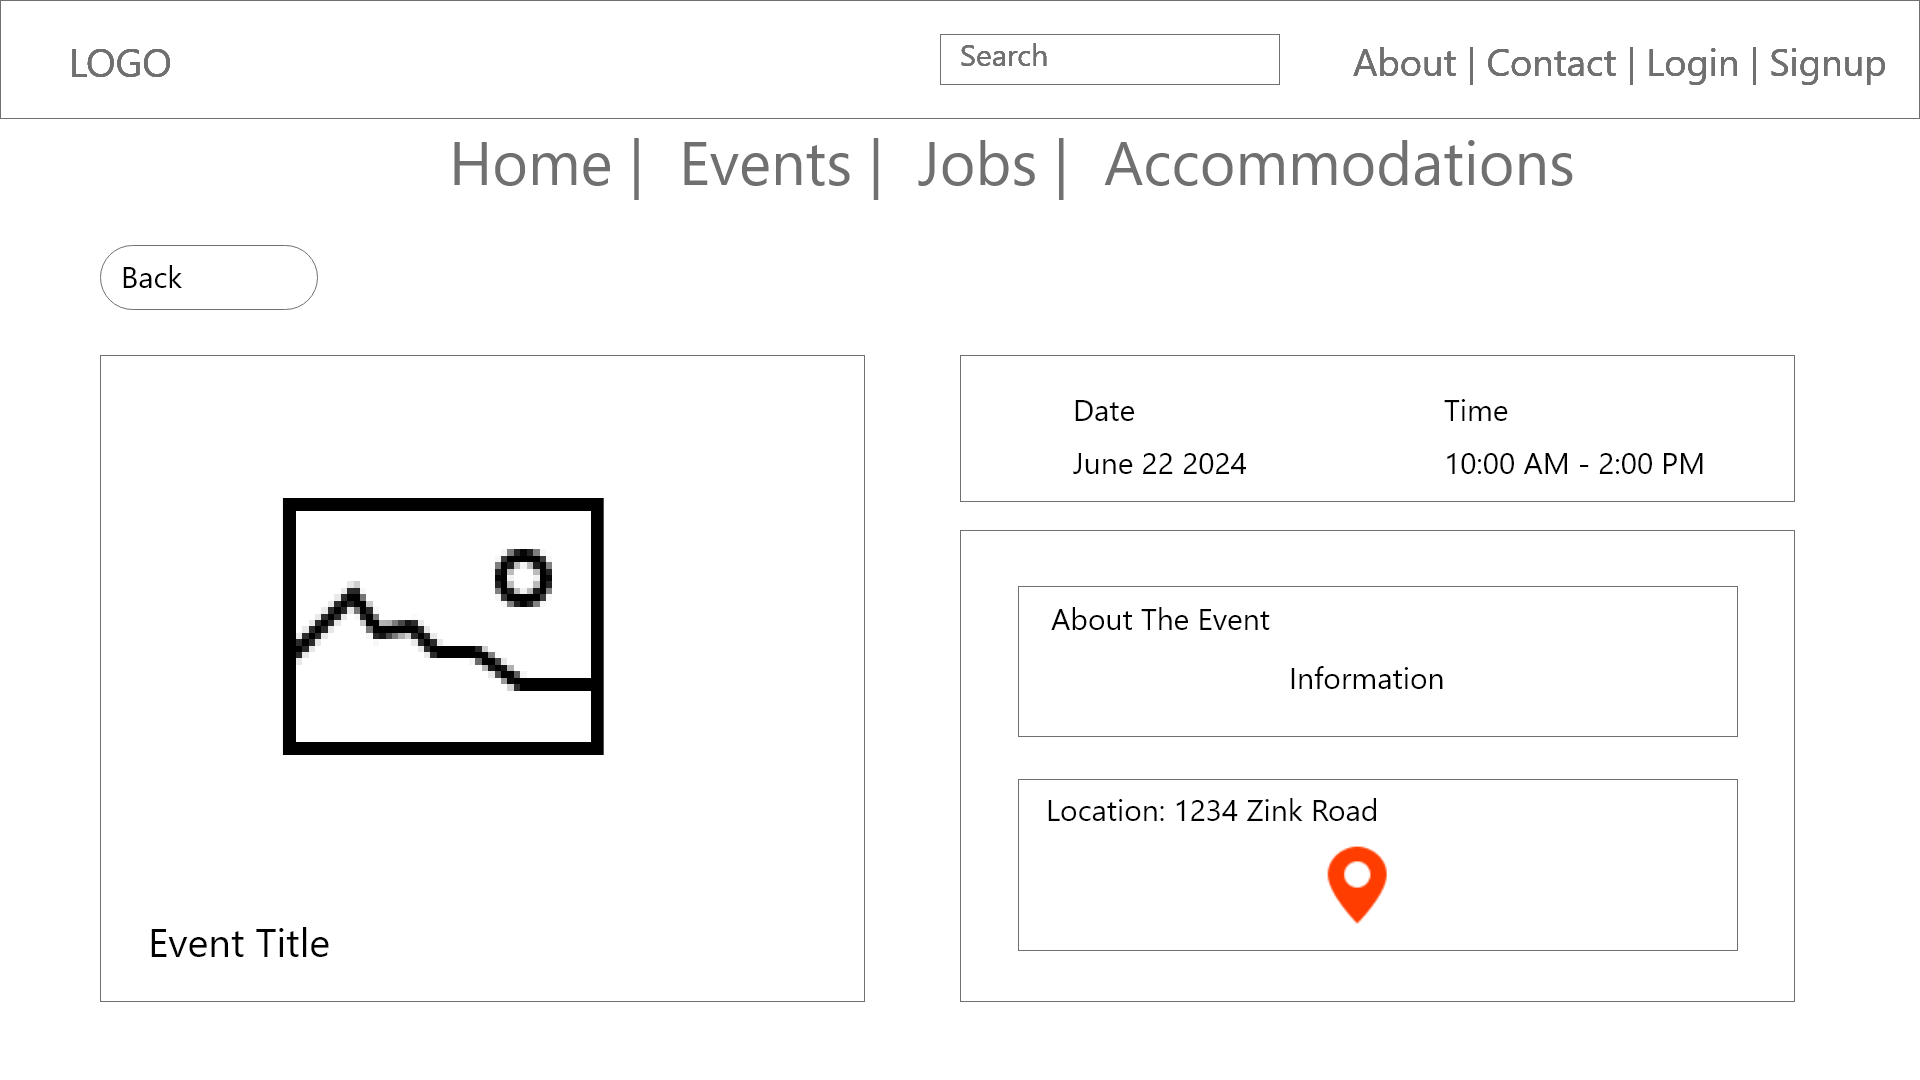 LOGO
Search
About | Contact | Login | Signup
Home | Events | Jobs | Accommodations
Back
Event Title
Date
June 22 2024
Time
10:00 AM - 2:00 PM
About The Event
Information
Location: 1234 Zink Road